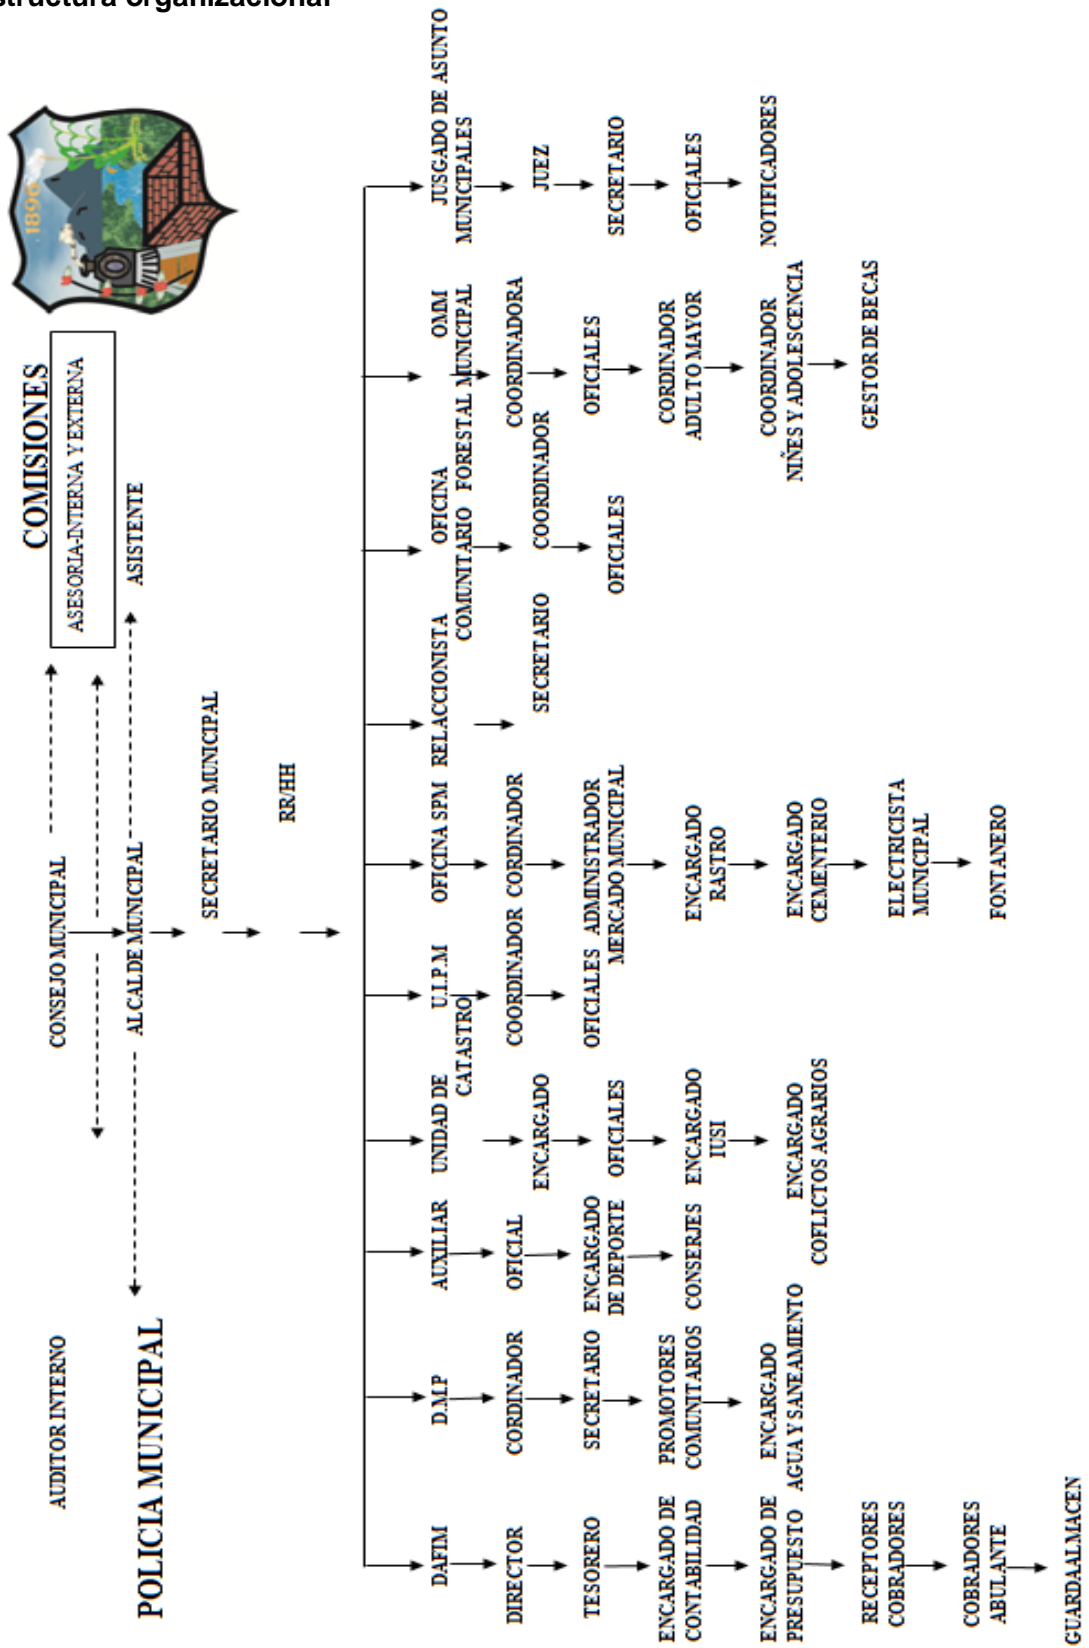 structura organizacional
1896
COMISIONES
ASESORIA-INTERNA Y EXTERNA
CONSEJO MUNICIPAL
AUDITOR INTERNO
ASISTENTE
ALCALDE MUNICIPAL
POLICIA MUNICIPAL
SECRETARIO MUNICIPAL
RR/HH
DAFIM
DIRECTOR
TESORERO
ENCARGADO DE
CONTABILIDAD
ENCARGADO DE
PRESUPUESTO
RECEPTORES
COBRADORES
COBRADORES
ABULANTE
GUARDAALMACEN
D.M.P
CORDINADOR
SECRETARIO
PROMOTORES
COMUNITARIOS
ENCARGADO
AGUA Y SANEAMIENTO
AUXILIAR
OFICIAL
ENCARGADO
DE DEPORTE
CONSERJES
UNIDAD DE
CATASTRO
ENCARGADO
OFICIALES
ENCARGADO
IUSI
ENCARGADO
COFLICTOS AGRARIOS
U.I.P.M
COORDINADOR
OFICIALES
OFICINA SPM
CORDINADOR
ADMINISTRADOR
MERCADO MUNICIPAL
ENCARGADO
RASTRO
ENCARGADO
CEMENTERIO
ELECTRICISTA
MUNICIPAL
FONTANERO
RELACCIONISTA
SECRETARIO
OFICINA
COMUNITARIO FORESTAL MUNICIPAL
COORDINADOR
OFICIALES
OMM
COORDINADORA
OFICIALES
CORDINADOR
ADULTO MAYOR
COORDINADOR
NIÑES Y ADOLESCENCIA
GESTOR DE BECAS
JUSGADO DE ASUNTO
MUNICIPALES
JUEZ
SECRETARIO
OFICIALES
NOTIFICADORES